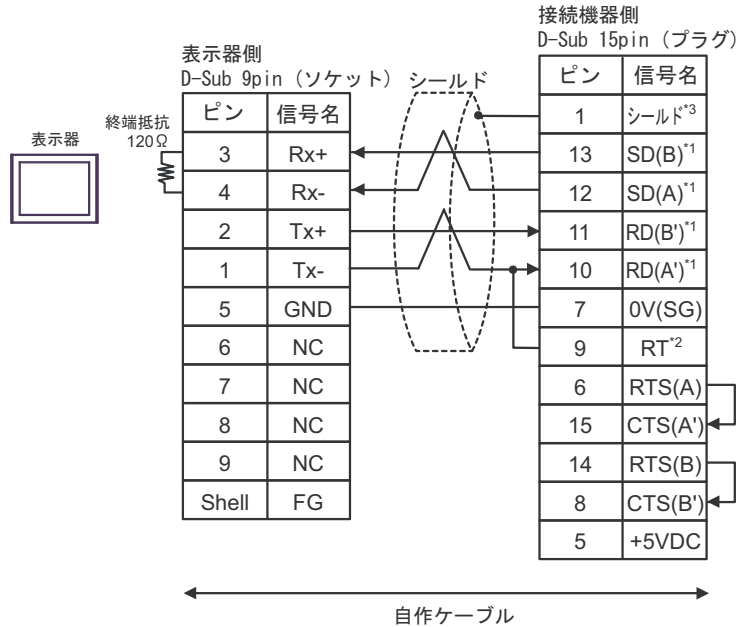 接続機器側
D-Sub 15pin（プラグ）
表示器側
D-Sub 9pin（ソケット）
シールド
表示器
終端抵抗
120Ω
ピン 信号名
3 Rx+
4 Rx-
2 Tx+
1 Tx-
5 GND
6 NC
7 NC
8 NC
9 NC
Shell FG
ピン 信号名
1 シールド*3
13 SD(B)*1
12 SD(A)*1
11 RD(B')*1
10 RD(A')*1
7 0V(SG)
9 RT*2
6 RTS(A)
15 CTS(A')
14 RTS(B)
8 CTS(B')
5 +5VDC
自作ケーブル